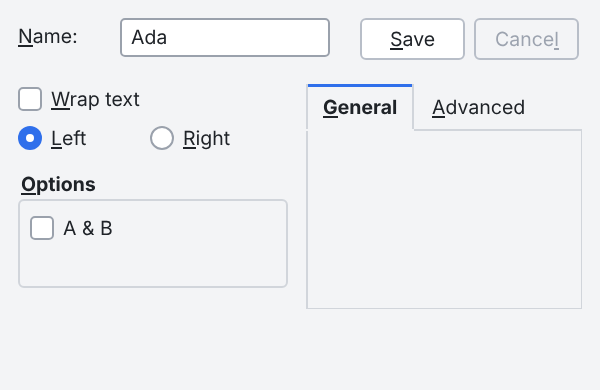 Name: Ada Save Cancel
Wrap text
General Advanced
Left Right
Options
A & B